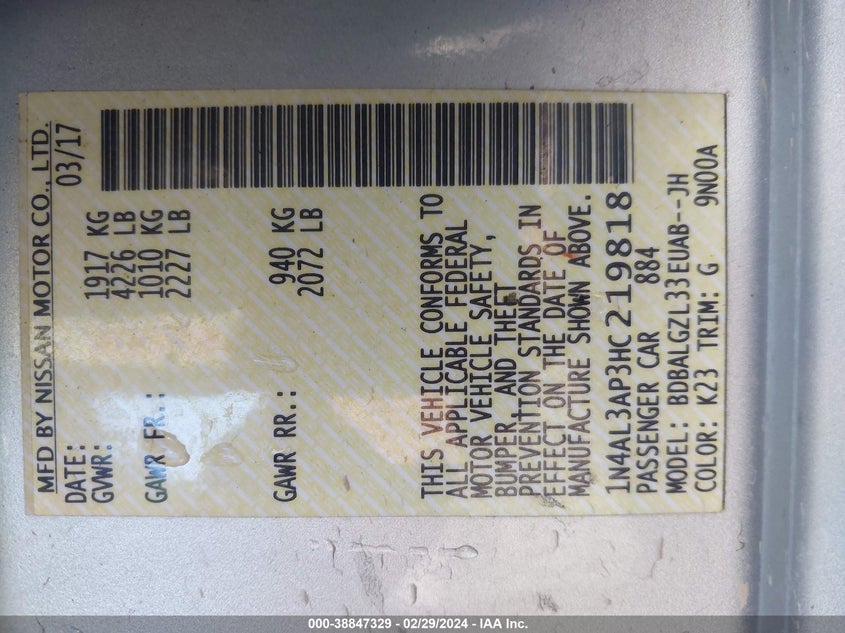 MFD BY NISSAN MOTOR CO., LTD.
DATE: 03/17
GVWR: 1917 KG
4226 LB
GAWR FR.: 1010 KG
2227 LB
GAWR RR.: 940 KG
2072 LB
THIS VEHICLE CONFORMS TO
ALL APPLICABLE FEDERAL
MOTOR VEHICLE SAFETY,
BUMPER, AND THEFT
PREVENTION STANDARDS IN
EFFECT ON THE DATE OF
MANUFACTURE SHOWN ABOVE.
1N4AL3AP3HC219818
PASSENGER CAR 884
MODEL: BDBALGZL33EUAB--JH
COLOR: K23 TRIM: G 9N00A
000-38847329 - 02/29/2024 - IAA Inc.